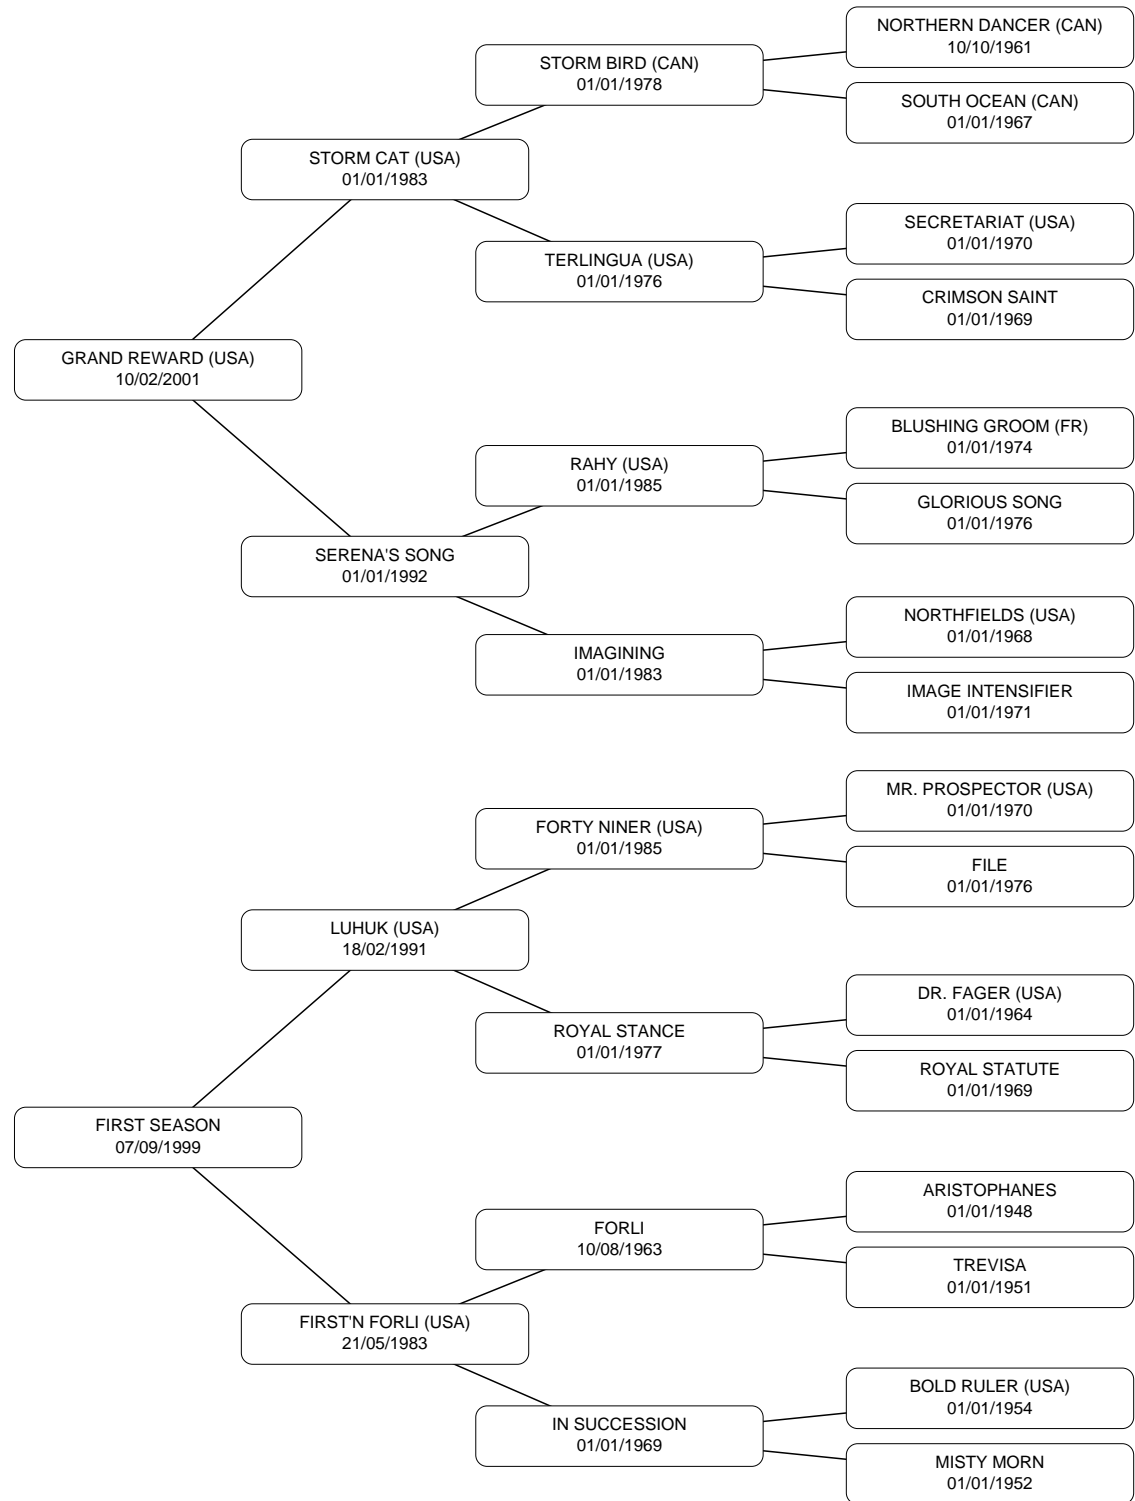 NORTHERN DANCER (CAN)
10/10/1961
STORM BIRD (CAN)
01/01/1978
SOUTH OCEAN (CAN)
01/01/1967
STORM CAT (USA)
01/01/1983
SECRETARIAT (USA)
01/01/1970
TERLINGUA (USA)
01/01/1976
CRIMSON SAINT
01/01/1969
GRAND REWARD (USA)
10/02/2001
BLUSHING GROOM (FR)
01/01/1974
RAHY (USA)
01/01/1985
GLORIOUS SONG
01/01/1976
SERENA'S SONG
01/01/1992
NORTHFIELDS (USA)
01/01/1968
IMAGINING
01/01/1983
IMAGE INTENSIFIER
01/01/1971
MR. PROSPECTOR (USA)
01/01/1970
FORTY NINER (USA)
01/01/1985
FILE
01/01/1976
LUHUK (USA)
18/02/1991
DR. FAGER (USA)
01/01/1964
ROYAL STANCE
01/01/1977
ROYAL STATUTE
01/01/1969
FIRST SEASON
07/09/1999
ARISTOPHANES
01/01/1948
FORLI
10/08/1963
TREVISA
01/01/1951
FIRST'N FORLI (USA)
21/05/1983
BOLD RULER (USA)
01/01/1954
IN SUCCESSION
01/01/1969
MISTY MORN
01/01/1952